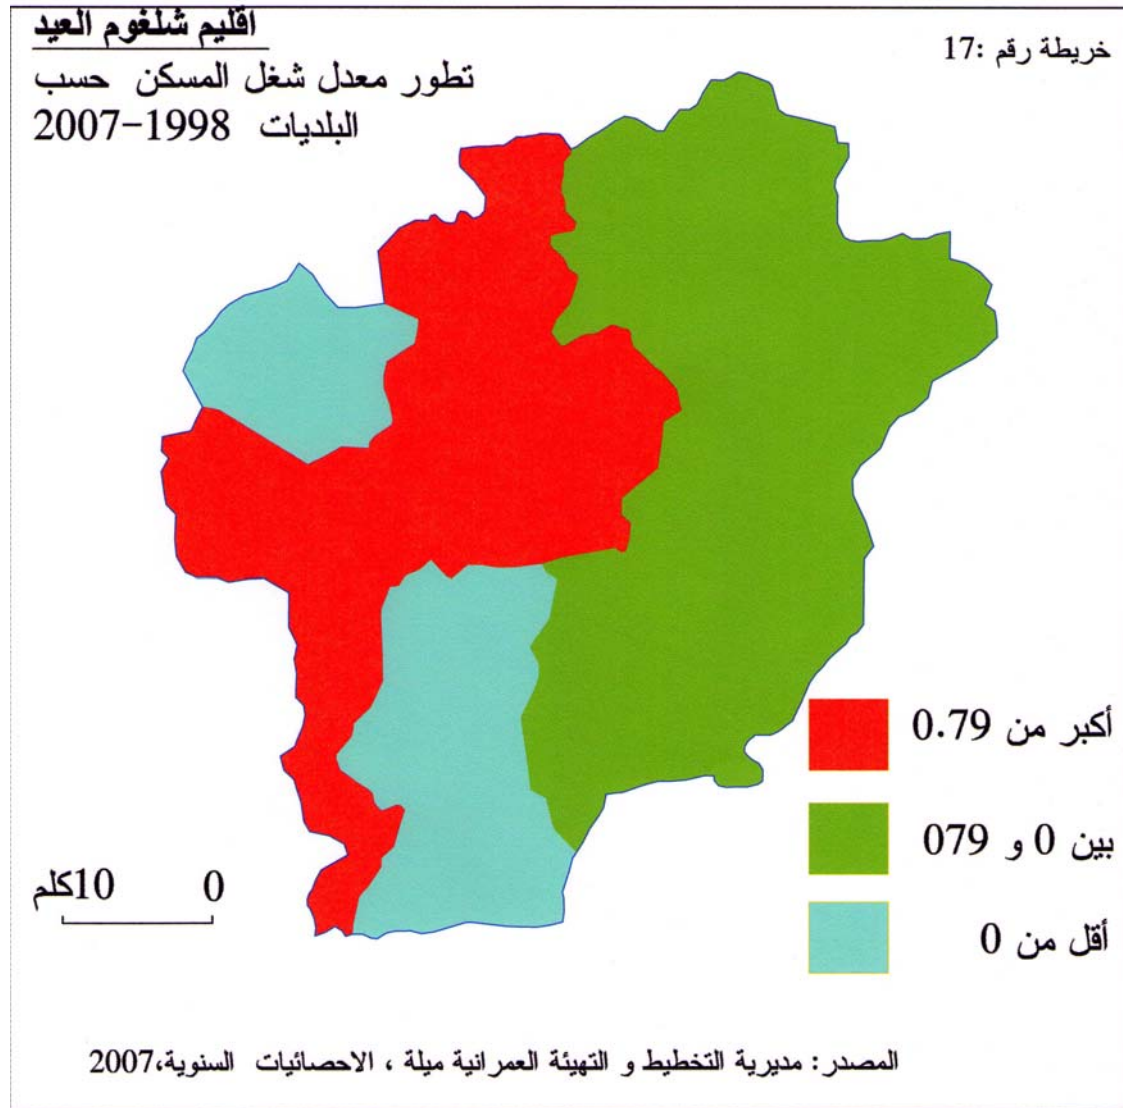 اقليم شلغوم العيد
خريطة رقم :17
تطور معدل شغل المسكن حسب
البلديات 1998-2007
أكبر من 0.79
بين 0 و 079
أقل من 0
10كلم 0
المصدر: مديرية التخطيط و التهيئة العمرانية ميلة ، الاحصائيات السنوية،2007